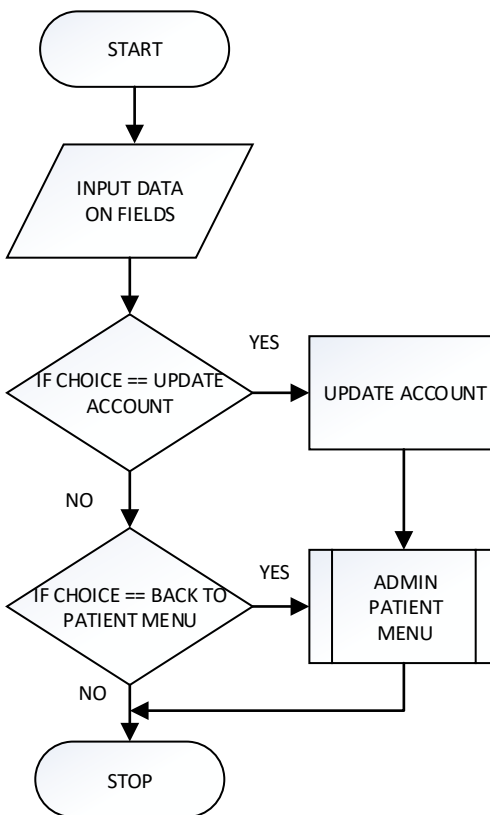 START
INPUT DATA
ON FIELDS
YES
IF CHOICE == UPDATE
ACCOUNT
UPDATE ACCOUNT
NO
IF CHOICE == BACK TO
PATIENT MENU
YES
ADMIN
PATIENT
MENU
NO
STOP